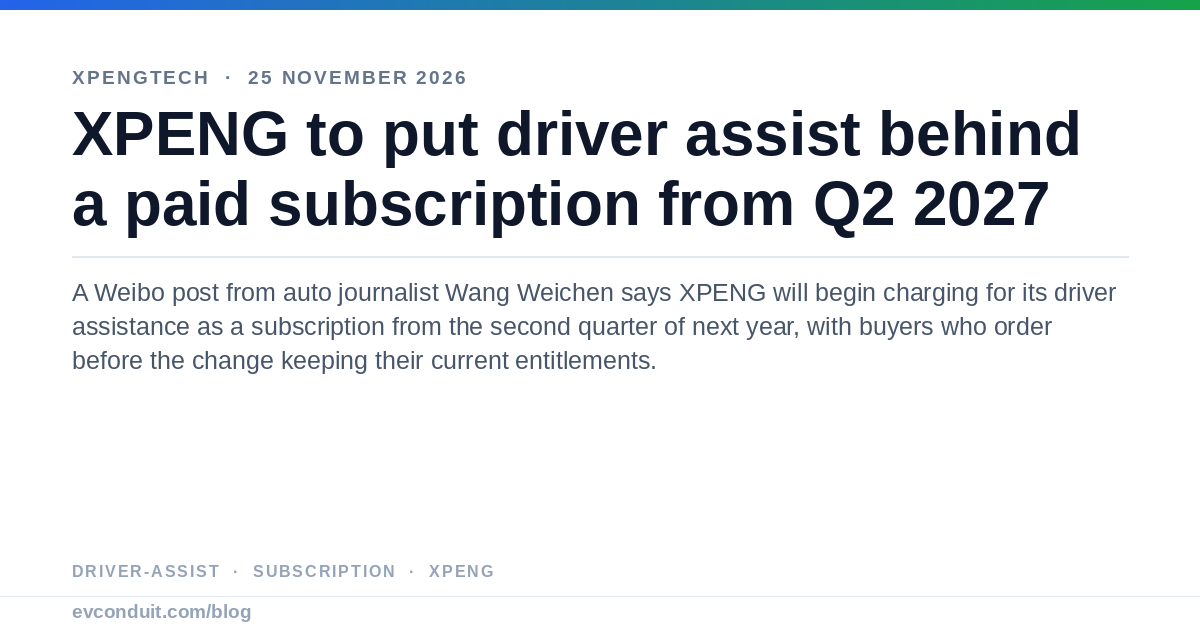 XPENGTECH · 25 NOVEMBER 2026
XPENG to put driver assist behind
a paid subscription from Q2 2027
A Weibo post from auto journalist Wang Weichen says XPENG will begin charging for its driver
assistance as a subscription from the second quarter of next year, with buyers who order
before the change keeping their current entitlements.
DRIVER-ASSIST · SUBSCRIPTION · XPENG
evconduit.com/blog